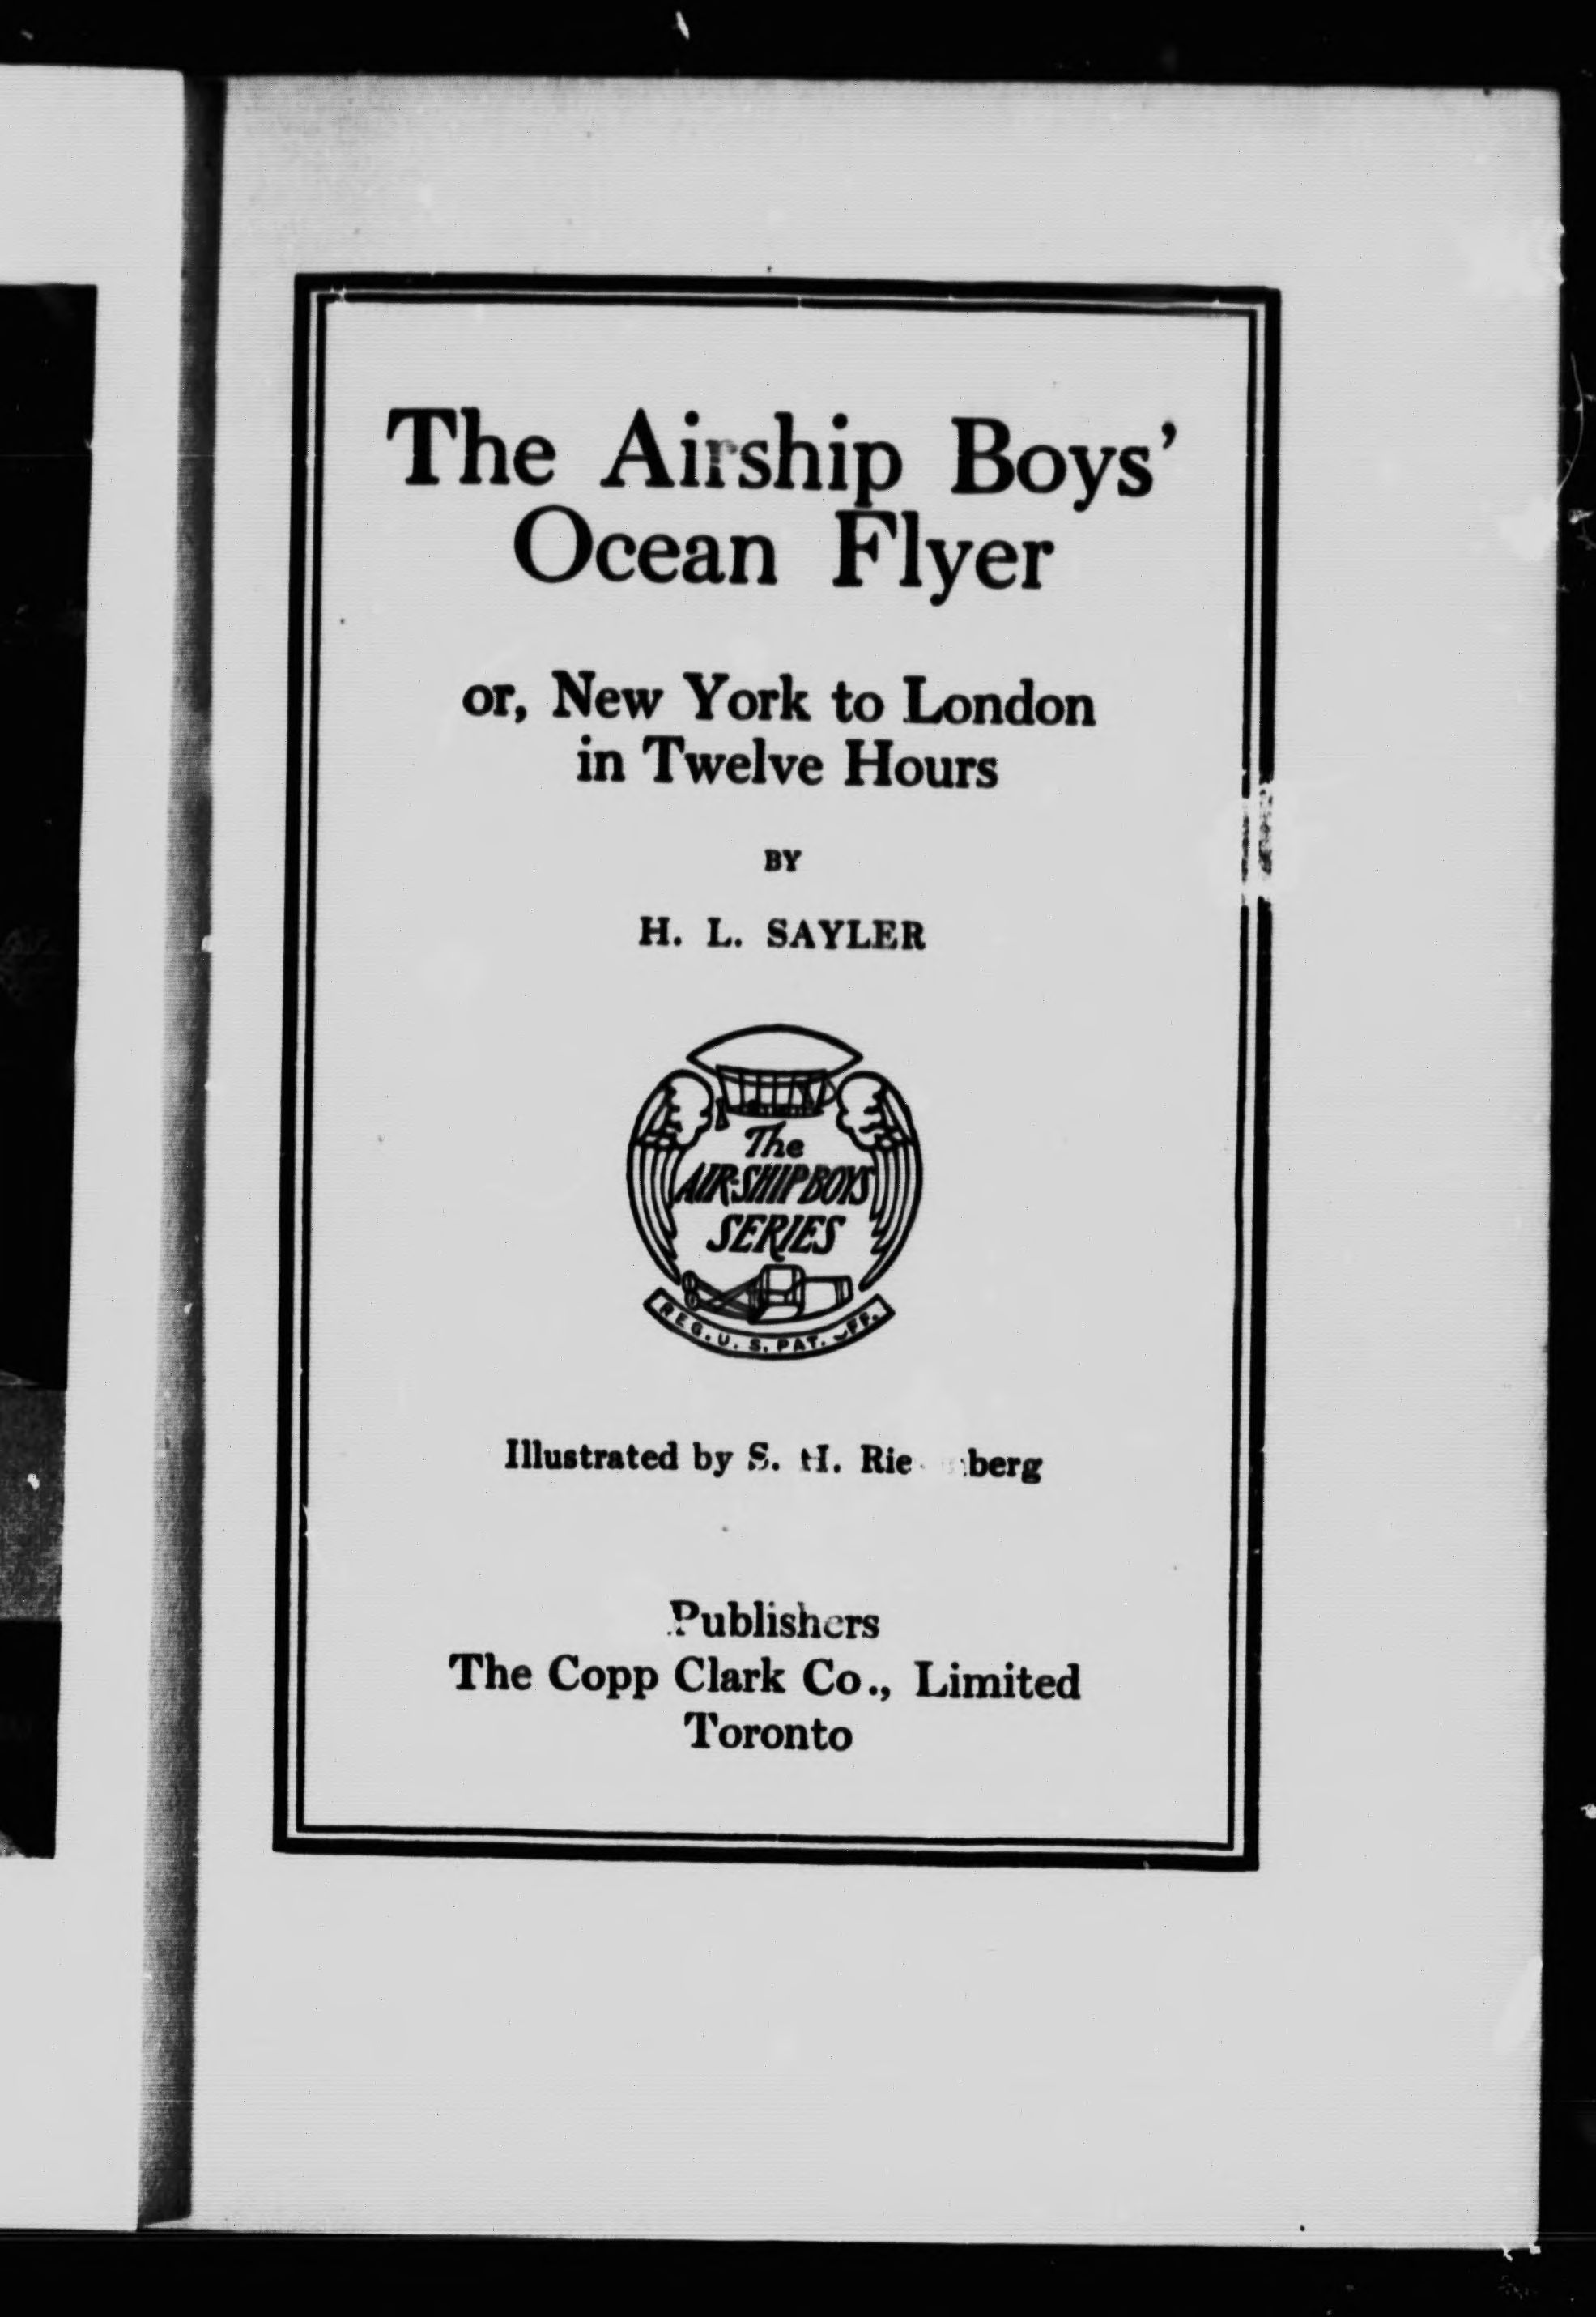 The Airship Boys'
Ocean Flyer
or, New York to London
in Twelve Hours
BY
H. L. SAYLER
The
AIR-SHIP BOYS
SERIES
REG. U. S. PAT. OFF.
Illustrated by S. H.
Publishers
The Copp Clark Co., Limited
Toronto